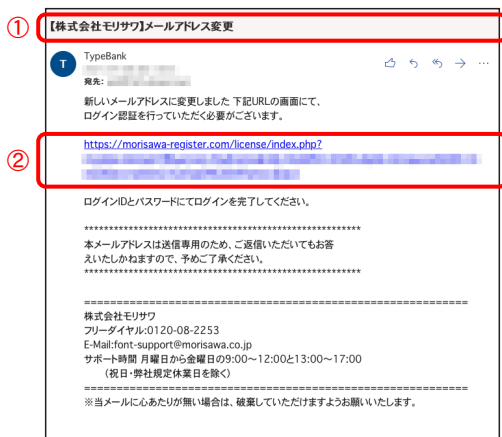 ①
【株式会社モリサワ】メールアドレス変更
T
TypeBank
宛先:
新しいメールアドレスに変更しました 下記URLの画面にて、
ログイン認証を行っていただく必要がございます。
②
https://morisawa-register.com/license/index.php?
ログインIDとパスワードにてログインを完了してください。
********************************************************
本メールアドレスは送信専用のため、ご返信いただいてもお答
えいたしかねますので、予めご了承ください。
********************************************************
================================================================
株式会社モリサワ
フリーダイヤル:0120-08-2253
E-Mail:font-support@morisawa.co.jp
サポート時間 月曜日から金曜日の9:00～12:00と13:00～17:00
（祝日・弊社規定休業日を除く）
================================================================
※当メールに心あたりが無い場合は、破棄していただけますようお願いいたします。